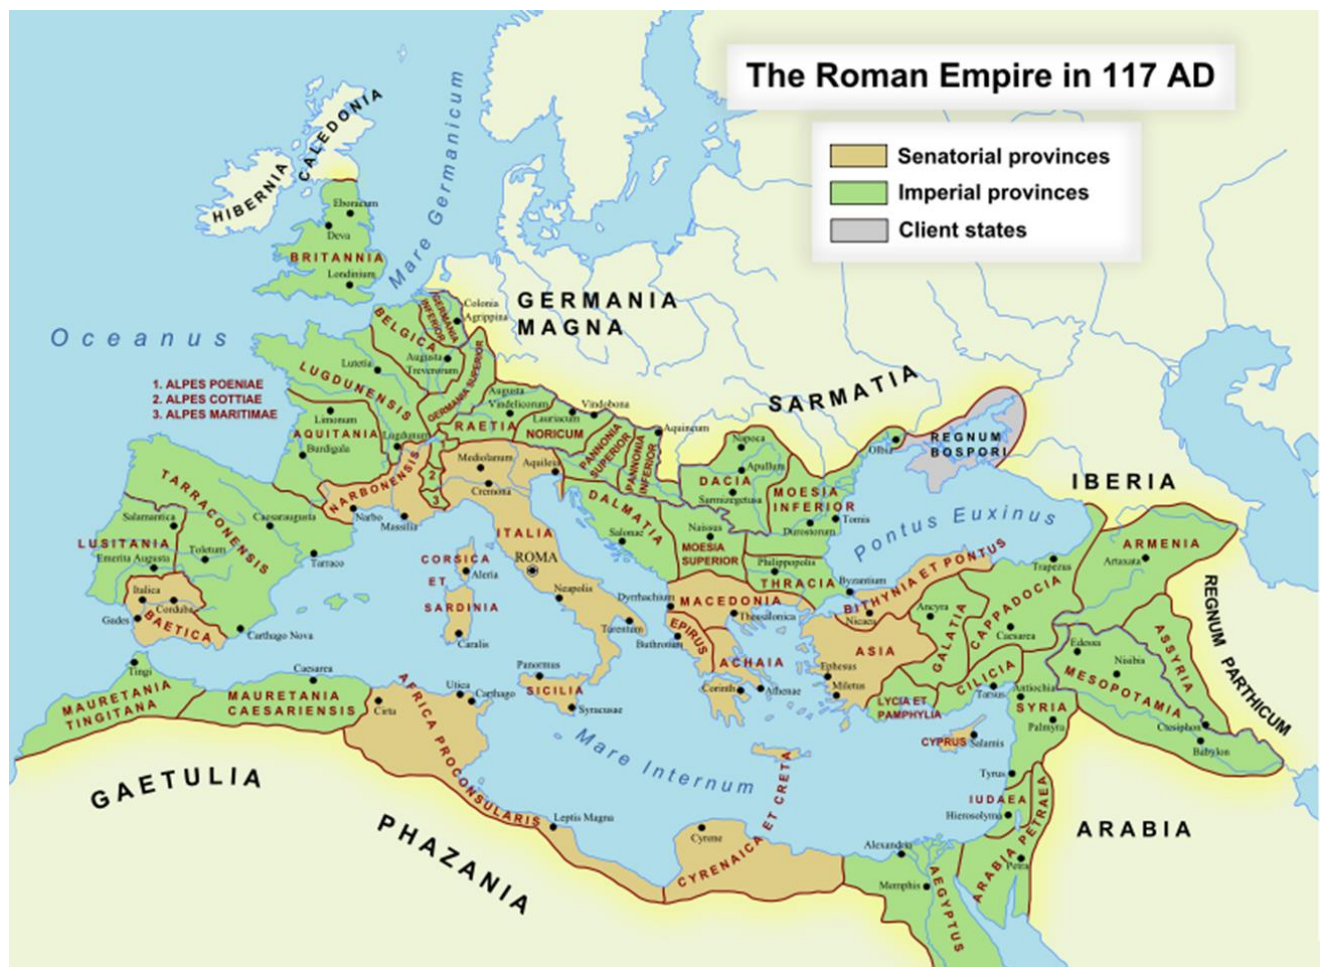 The Roman Empire in 117 AD
Senatorial provinces
Imperial provinces
Client states
HIBERNIA
CALEDONIA
Mare Germanicum
Oceanus
Eboracum
Deva
BRITANNIA
Londinium
GERMANIA
MAGNA
SARMATIA
REGNUM
BOSPORI
IBERIA
REGNUM PARTHICUM
ARABIA
GAETULIA
PHAZANIA
Pontus Euxinus
Mare Internum
1. ALPES POENIAE
2. ALPES COTTIAE
3. ALPES MARITIMAE
GERMANIA
INFERIOR
Colonia
Agrippina
BELGICA
Augusta
Treverorum
GERMANIA SUPERIOR
Lutetia
LUGDUNENSIS
Limonum
AQUITANIA
Lugdunum
Burdigala
NARBONENSIS
2
3
Narbo
Massilia
TARRACONENSIS
Salamantica
LUSITANIA
Emerita Augusta
Toletum
Caesaraugusta
Tarraco
Italica
Corduba
Gades
BAETICA
Carthago Nova
Tingi
MAURETANIA
TINGITANA
Caesarea
MAURETANIA
CAESARIENSIS
Cirta
Utica
Carthago
AFRICA PROCONSULARIS
Leptis Magna
Augusta
Vindelicorum
RAETIA
Lauriacum
NORICUM
Vindobona
PANNONIA
SUPERIOR
PANNONIA
INFERIOR
Aquincum
Mediolanum
Aquileia
Cremona
ITALIA
ROMA
Neapolis
Tarentum
CORSICA
ET
SARDINIA
Aleria
Caralis
Panormus
SICILIA
Syracusae
DALMATIA
Salonae
Napoca
Apullum
DACIA
Sarmizegetusa
MOESIA
INFERIOR
Olbia
Tomis
Durostorum
Naissus
MOESIA
SUPERIOR
Philippopolis
THRACIA
Byzantium
Dyrrhachium
MACEDONIA
Thessalonica
EPIRUS
Buthrotum
ACHAIA
Corinth
Athenae
BITHYNIA ET PONTUS
Nicaea
ASIA
Ephesus
Miletus
Ancyra
GALATIA
CAPPADOCIA
Caesarea
Trapezus
LYCIA ET
PAMPHYLIA
CILICIA
Tarsus
CYPRUS
Salamis
ARMENIA
Artaxata
ASSYRIA
Edessa
Nisibis
MESOPOTAMIA
Ctesiphon
Babylon
Antiochia
SYRIA
Palmyra
Tyrus
IUDAEA
Hierosolyma
ARABIA PETRAEA
Petra
Cyrene
CYRENAICA ET CRETA
Alexandria
Memphis
AEGYPTUS